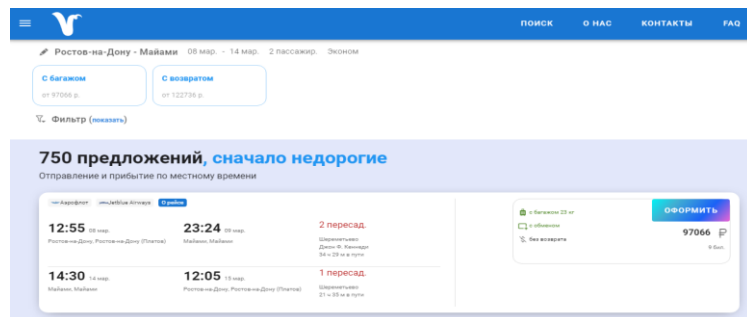 ПОИСК О НАС КОНТАКТЫ FAQ
Ростов-на-Дону - Майами 08 мар. - 14 мар. 2 пассажир. Эконом
С багажом С возвратом
от 97066 р. от 122736 р.
Фильтр (показать)
750 предложений, сначало недорогие
Отправление и прибытие по местному времени
Аэрофлот JetBlue Airways О рейсе
с багажом 23 кг ОФОРМИТЬ
12:55 08 мар. 23:24 09 мар. 2 пересад.
с обменом 97066 ₽
Ростов-на-Дону, Ростов-на-Дону (Платов) Майами, Майами Шереметьево
без возврата 9 бил.
Джон Ф. Кеннеди
34 ч 29 м в пути
14:30 14 мар. 12:05 15 мар. 1 пересад.
Майами, Майами Ростов-на-Дону, Ростов-на-Дону (Платов) Шереметьево
21 ч 35 м в пути